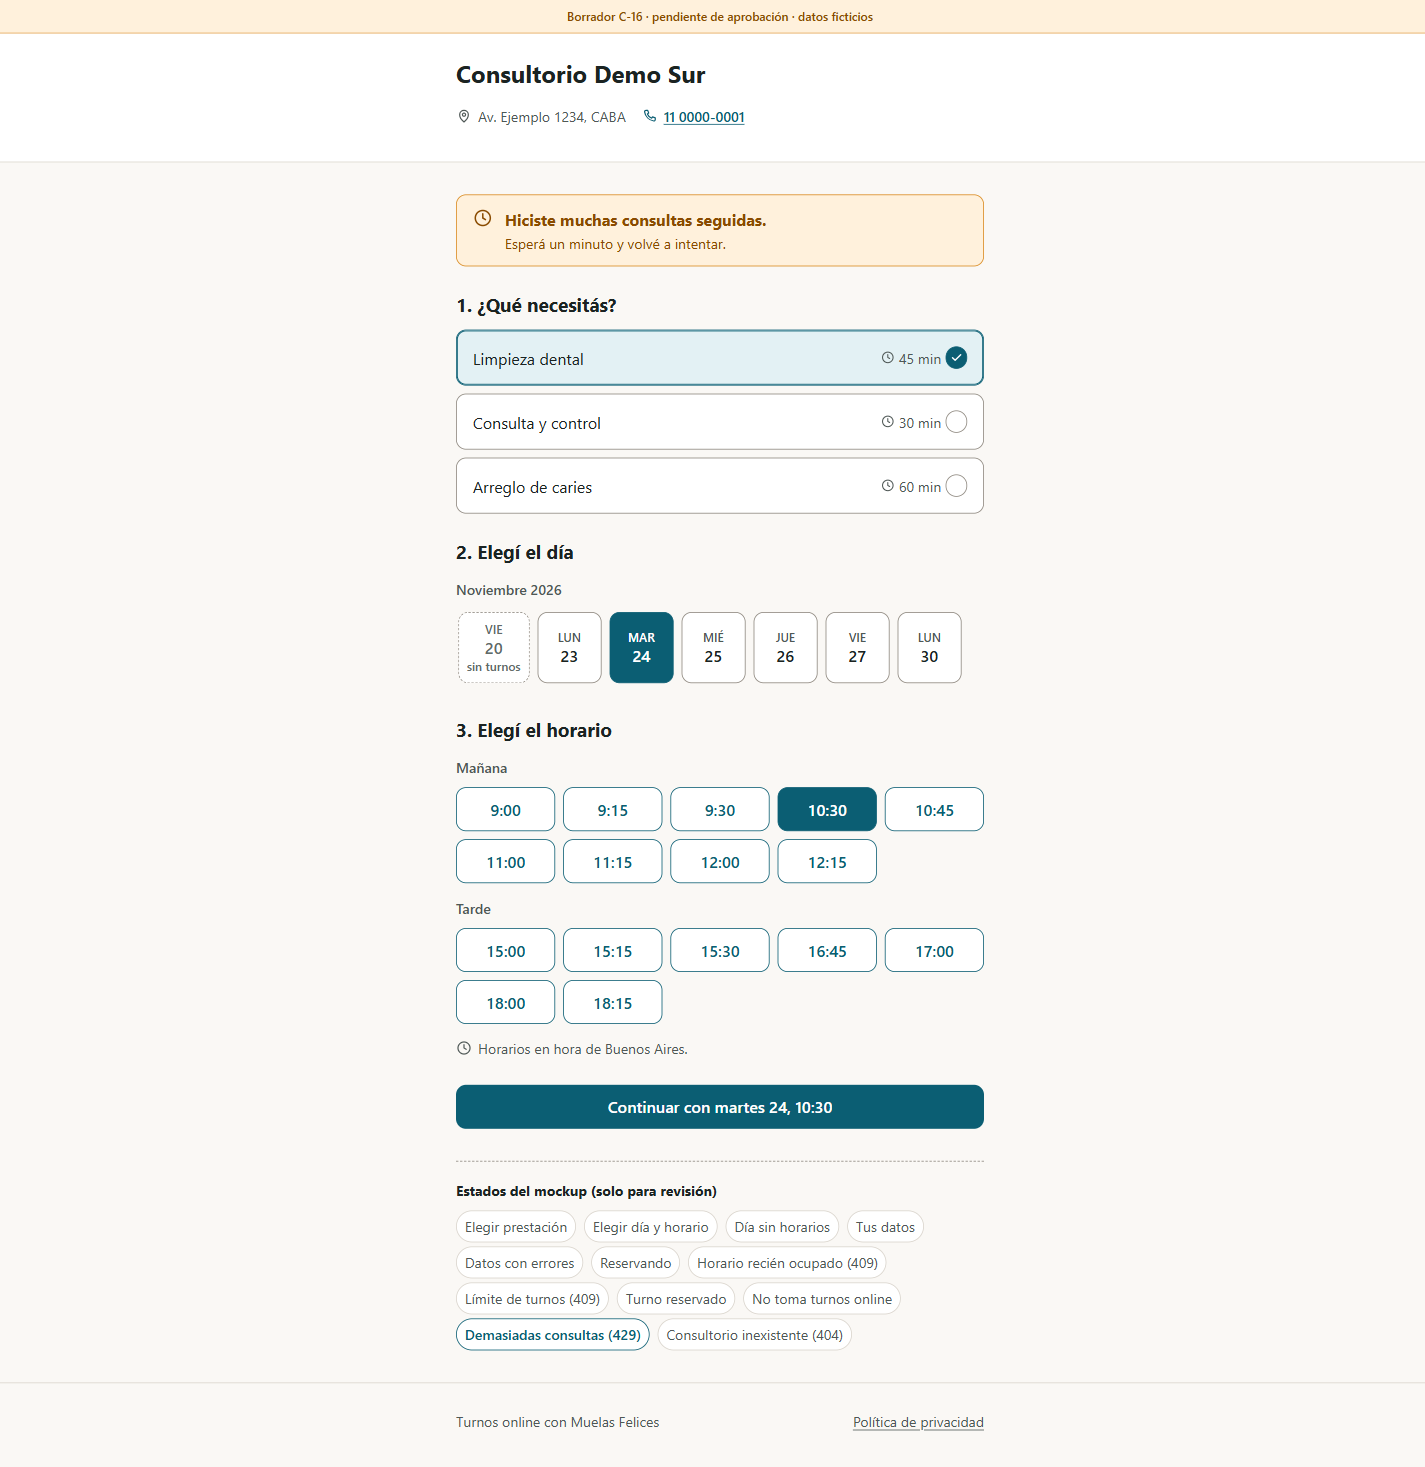 Borrador C-16 · pendiente de aprobación · datos ficticios
Consultorio Demo Sur
Av. Ejemplo 1234, CABA 11 0000-0001
Hiciste muchas consultas seguidas.
Esperá un minuto y volvé a intentar.
1. ¿Qué necesitás?
Limpieza dental 45 min
Consulta y control 30 min
Arreglo de caries 60 min
2. Elegí el día
Noviembre 2026
VIE 20 sin turnos
LUN 23
MAR 24
MIÉ 25
JUE 26
VIE 27
LUN 30
3. Elegí el horario
Mañana
9:00 9:15 9:30 10:30 10:45
11:00 11:15 12:00 12:15
Tarde
15:00 15:15 15:30 16:45 17:00
18:00 18:15
Horarios en hora de Buenos Aires.
Continuar con martes 24, 10:30
Estados del mockup (solo para revisión)
Elegir prestación Elegir día y horario Día sin horarios Tus datos
Datos con errores Reservando Horario recién ocupado (409)
Límite de turnos (409) Turno reservado No toma turnos online
Demasiadas consultas (429) Consultorio inexistente (404)
Turnos online con Muelas Felices Política de privacidad